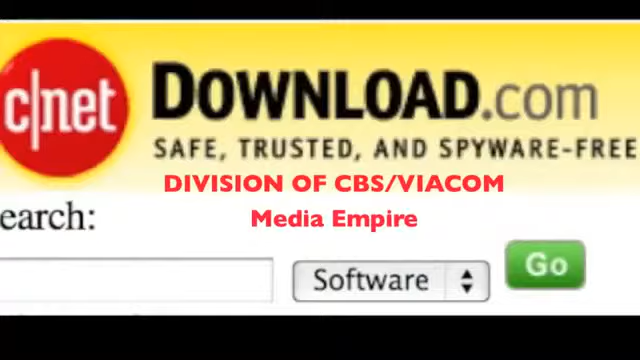 c|net
DOWNLOAD.com
SAFE, TRUSTED, AND SPYWARE-FREE
DIVISION OF CBS/VIACOM
Media Empire
earch:
Software
Go